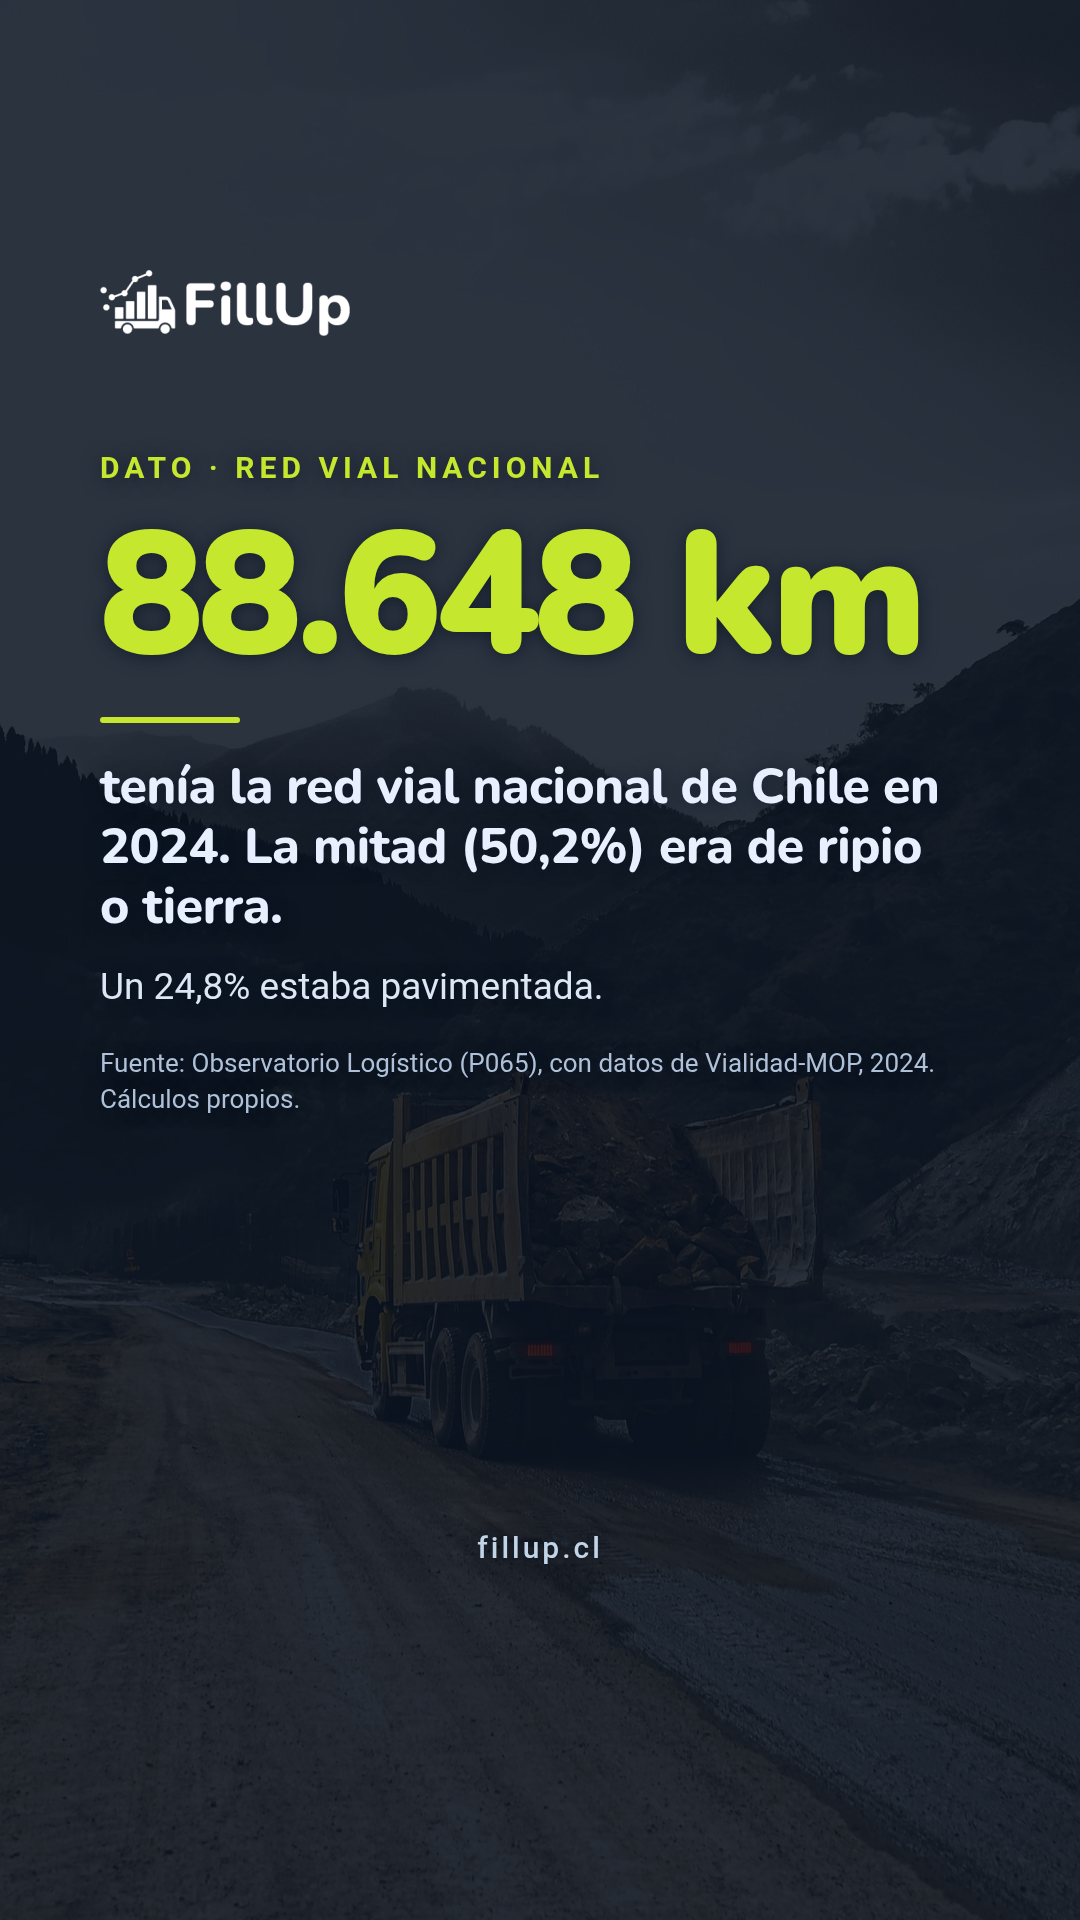 FillUp
DATO · RED VIAL NACIONAL
88.648 km
tenía la red vial nacional de Chile en
2024. La mitad (50,2%) era de ripio
o tierra.
Un 24,8% estaba pavimentada.
Fuente: Observatorio Logístico (P065), con datos de Vialidad-MOP, 2024.
Cálculos propios.
fillup.cl